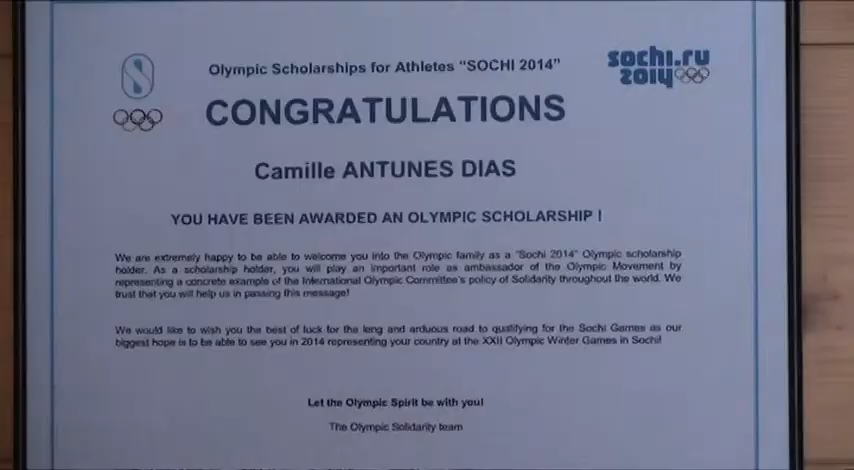 Olympic Scholarships for Athletes “SOCHI 2014”
sochi.ru
2014
CONGRATULATIONS
Camille ANTUNES DIAS
YOU HAVE BEEN AWARDED AN OLYMPIC SCHOLARSHIP !
We are extremely happy to be able to welcome you into the Olympic family as a “Sochi 2014” Olympic scholarship
holder. As a scholarship holder, you will play an important role as ambassador of the Olympic Movement by
representing a concrete example of the International Olympic Committee's policy of Solidarity throughout the world. We
trust that you will help us in passing this message!
We would like to wish you the best of luck for the long and arduous road to qualifying for the Sochi Games as our
biggest hope is to be able to see you in 2014 representing your country at the XXII Olympic Winter Games in Sochi!
Let the Olympic Spirit be with you!
The Olympic Solidarity team